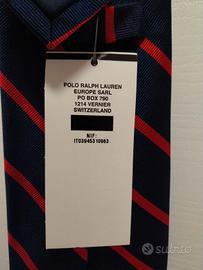 POLO RALPH LAUREN
EUROPE SARL
PO BOX 790
1214 VERNIER
SWITZERLAND
NIF:
IT03945310963
subito